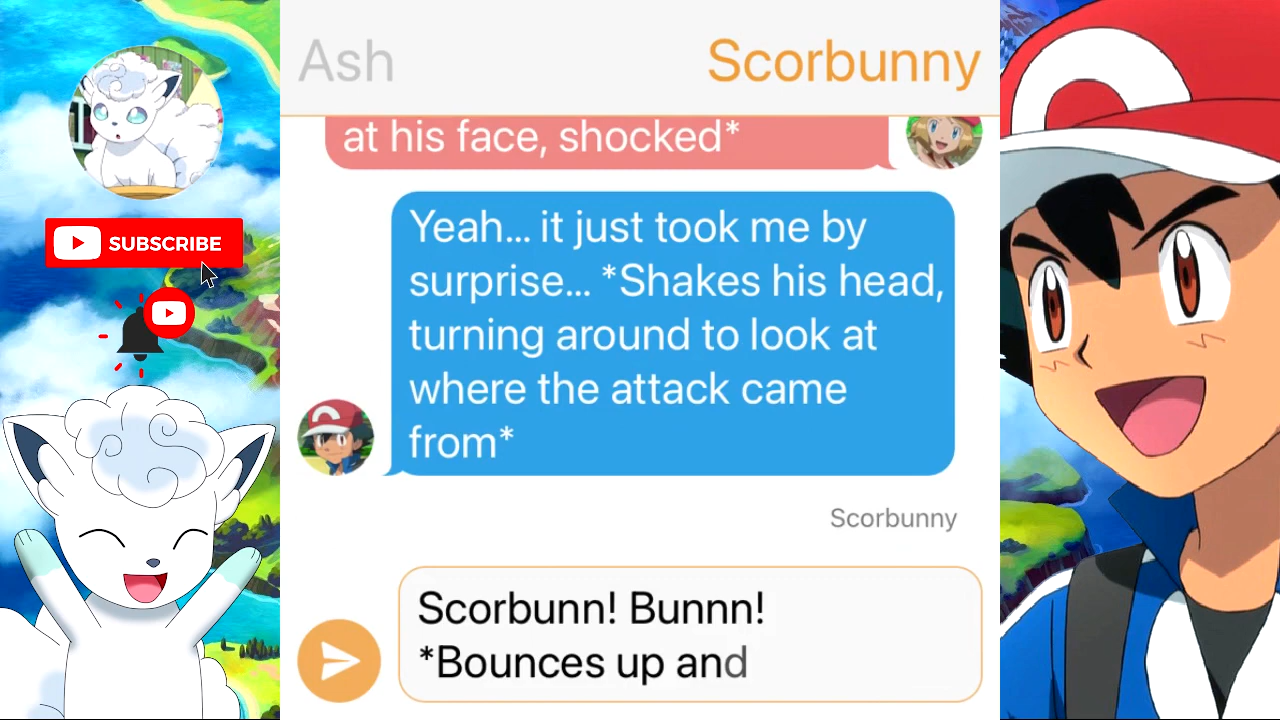 Ash
Scorbunny
at his face, shocked*
SUBSCRIBE
Yeah... it just took me by
surprise... *Shakes his head,
turning around to look at
where the attack came
from*
Scorbunny
Scorbunn! Bunnn!
*Bounces up and